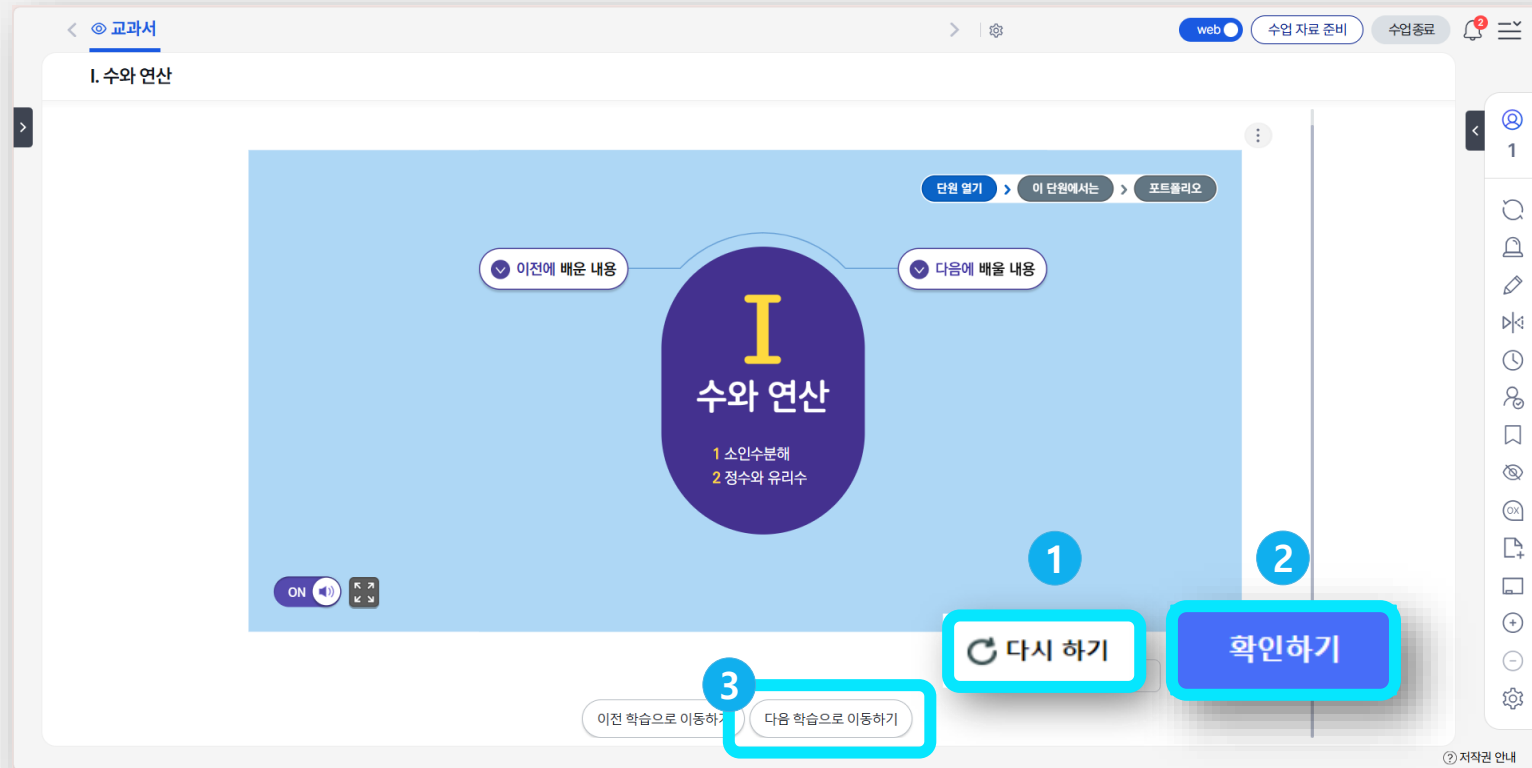 교과서
web
수업 자료 준비
수업종료
2
I. 수와 연산
1
단원 열기
이 단원에서는
포트폴리오
이전에 배운 내용
다음에 배울 내용
I
수와 연산
1 소인수분해
2 정수와 유리수
OX
ON
1
2
다시 하기
확인하기
3
이전 학습으로 이동하기
다음 학습으로 이동하기
? 저작권 안내